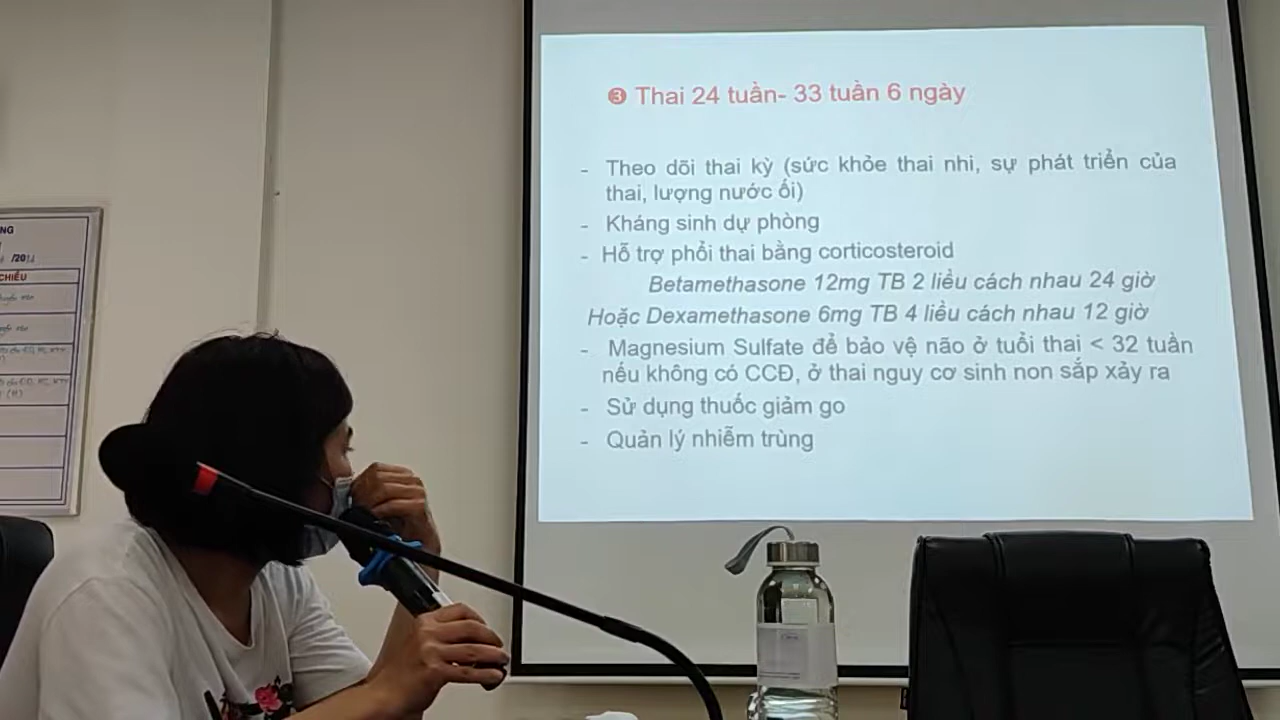 ❸ Thai 24 tuần- 33 tuần 6 ngày
- Theo dõi thai kỳ (sức khỏe thai nhi, sự phát triển của
thai, lượng nước ối)
- Kháng sinh dự phòng
- Hỗ trợ phổi thai bằng corticosteroid
Betamethasone 12mg TB 2 liều cách nhau 24 giờ
Hoặc Dexamethasone 6mg TB 4 liều cách nhau 12 giờ
- Magnesium Sulfate để bảo vệ não ở tuổi thai < 32 tuần
nếu không có CCĐ, ở thai nguy cơ sinh non sắp xảy ra
- Sử dụng thuốc giảm go
- Quản lý nhiễm trùng
NG
CHIỀU